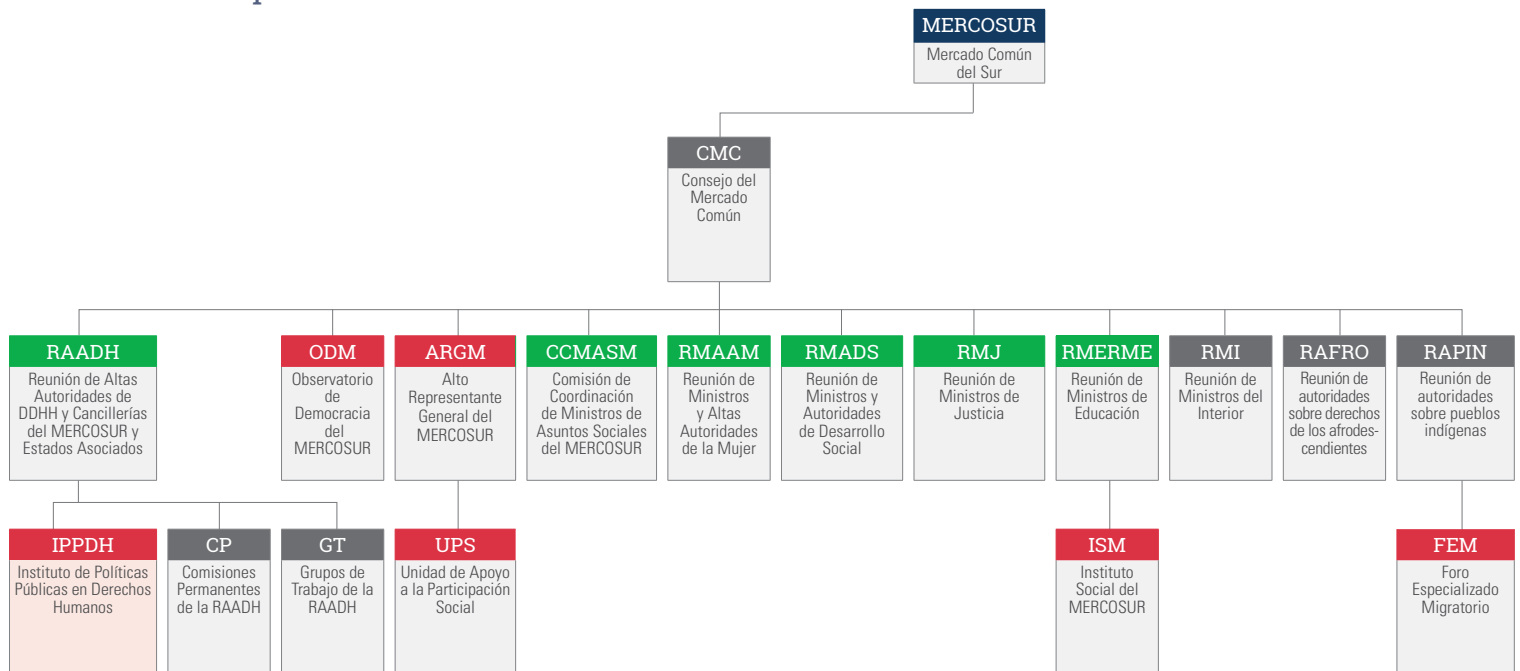 MERCOSUR
Mercado Común
del Sur
CMC
Consejo del
Mercado
Común
RAADH
Reunión de Altas
Autoridades de
DDHH y Cancillerías
del MERCOSUR y
Estados Asociados
ODM
Observatorio
de
Democracia
del
MERCOSUR
ARGM
Alto
Representante
General del
MERCOSUR
CCMASM
Comisión de
Coordinación
de Ministros de
Asuntos Sociales
del MERCOSUR
RMAAM
Reunión de
Ministros
y Altas
Autoridades
de la Mujer
RMADS
Reunión de
Ministros y
Autoridades
de Desarrollo
Social
RMJ
Reunión de
Ministros de
Justicia
RMERME
Reunión de
Ministros de
Educación
RMI
Reunión de
Ministros del
Interior
RAFRO
Reunión de
autoridades
sobre derechos
de los afrodes-
cendientes
RAPIN
Reunión de
autoridades
sobre pueblos
indígenas
IPPDH
Instituto de Políticas
Públicas en Derechos
Humanos
CP
Comisiones
Permanentes
de la RAADH
GT
Grupos de
Trabajo de la
RAADH
UPS
Unidad de Apoyo
a la Participación
Social
ISM
Instituto
Social del
MERCOSUR
FEM
Foro
Especializado
Migratorio